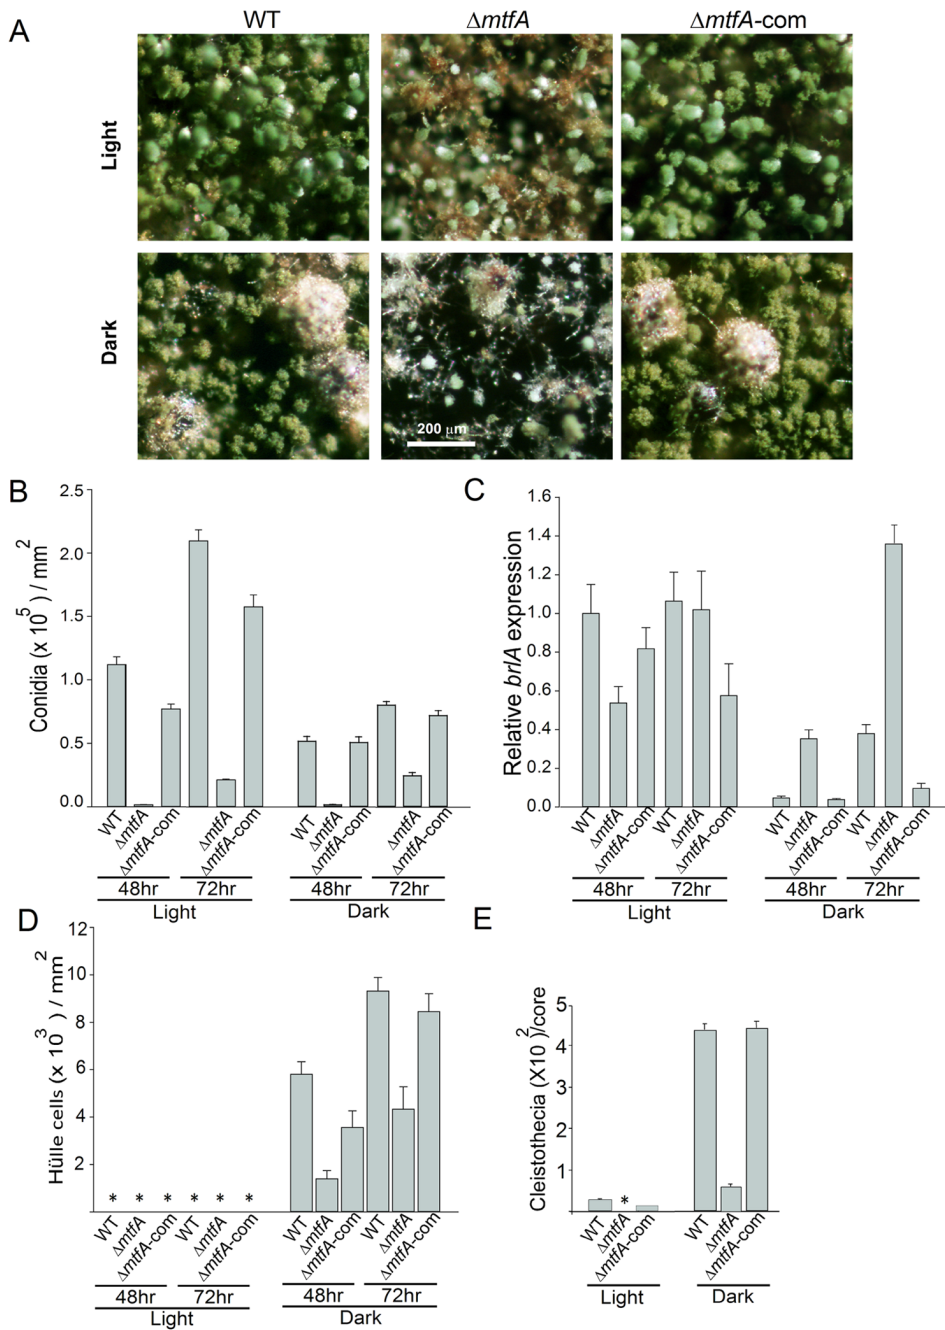 A
WT
ΔmtfA
ΔmtfA-com
Light
Dark
200 μm
B
Conidia (x 10^5) / mm^2
2.5
2.0
1.5
1.0
0.5
0.0
WT
ΔmtfA
ΔmtfA-com
WT
ΔmtfA
ΔmtfA-com
WT
ΔmtfA
ΔmtfA-com
WT
ΔmtfA
ΔmtfA-com
48hr
72hr
48hr
72hr
Light
Dark
C
Relative brlA expression
1.6
1.4
1.2
1.0
0.8
0.6
0.4
0.2
0.0
WT
ΔmtfA
ΔmtfA-com
WT
ΔmtfA
ΔmtfA-com
WT
ΔmtfA
ΔmtfA-com
WT
ΔmtfA
ΔmtfA-com
48hr
72hr
48hr
72hr
Light
Dark
D
Hülle cells (x 10^3) / mm^2
12
10
8
6
4
2
* * * * * *
WT
ΔmtfA
ΔmtfA-com
WT
ΔmtfA
ΔmtfA-com
WT
ΔmtfA
ΔmtfA-com
WT
ΔmtfA
ΔmtfA-com
48hr
72hr
48hr
72hr
Light
Dark
E
Cleistothecia (X10^2)/core
5
4
3
2
1
*
WT
ΔmtfA
ΔmtfA-com
WT
ΔmtfA
ΔmtfA-com
Light
Dark